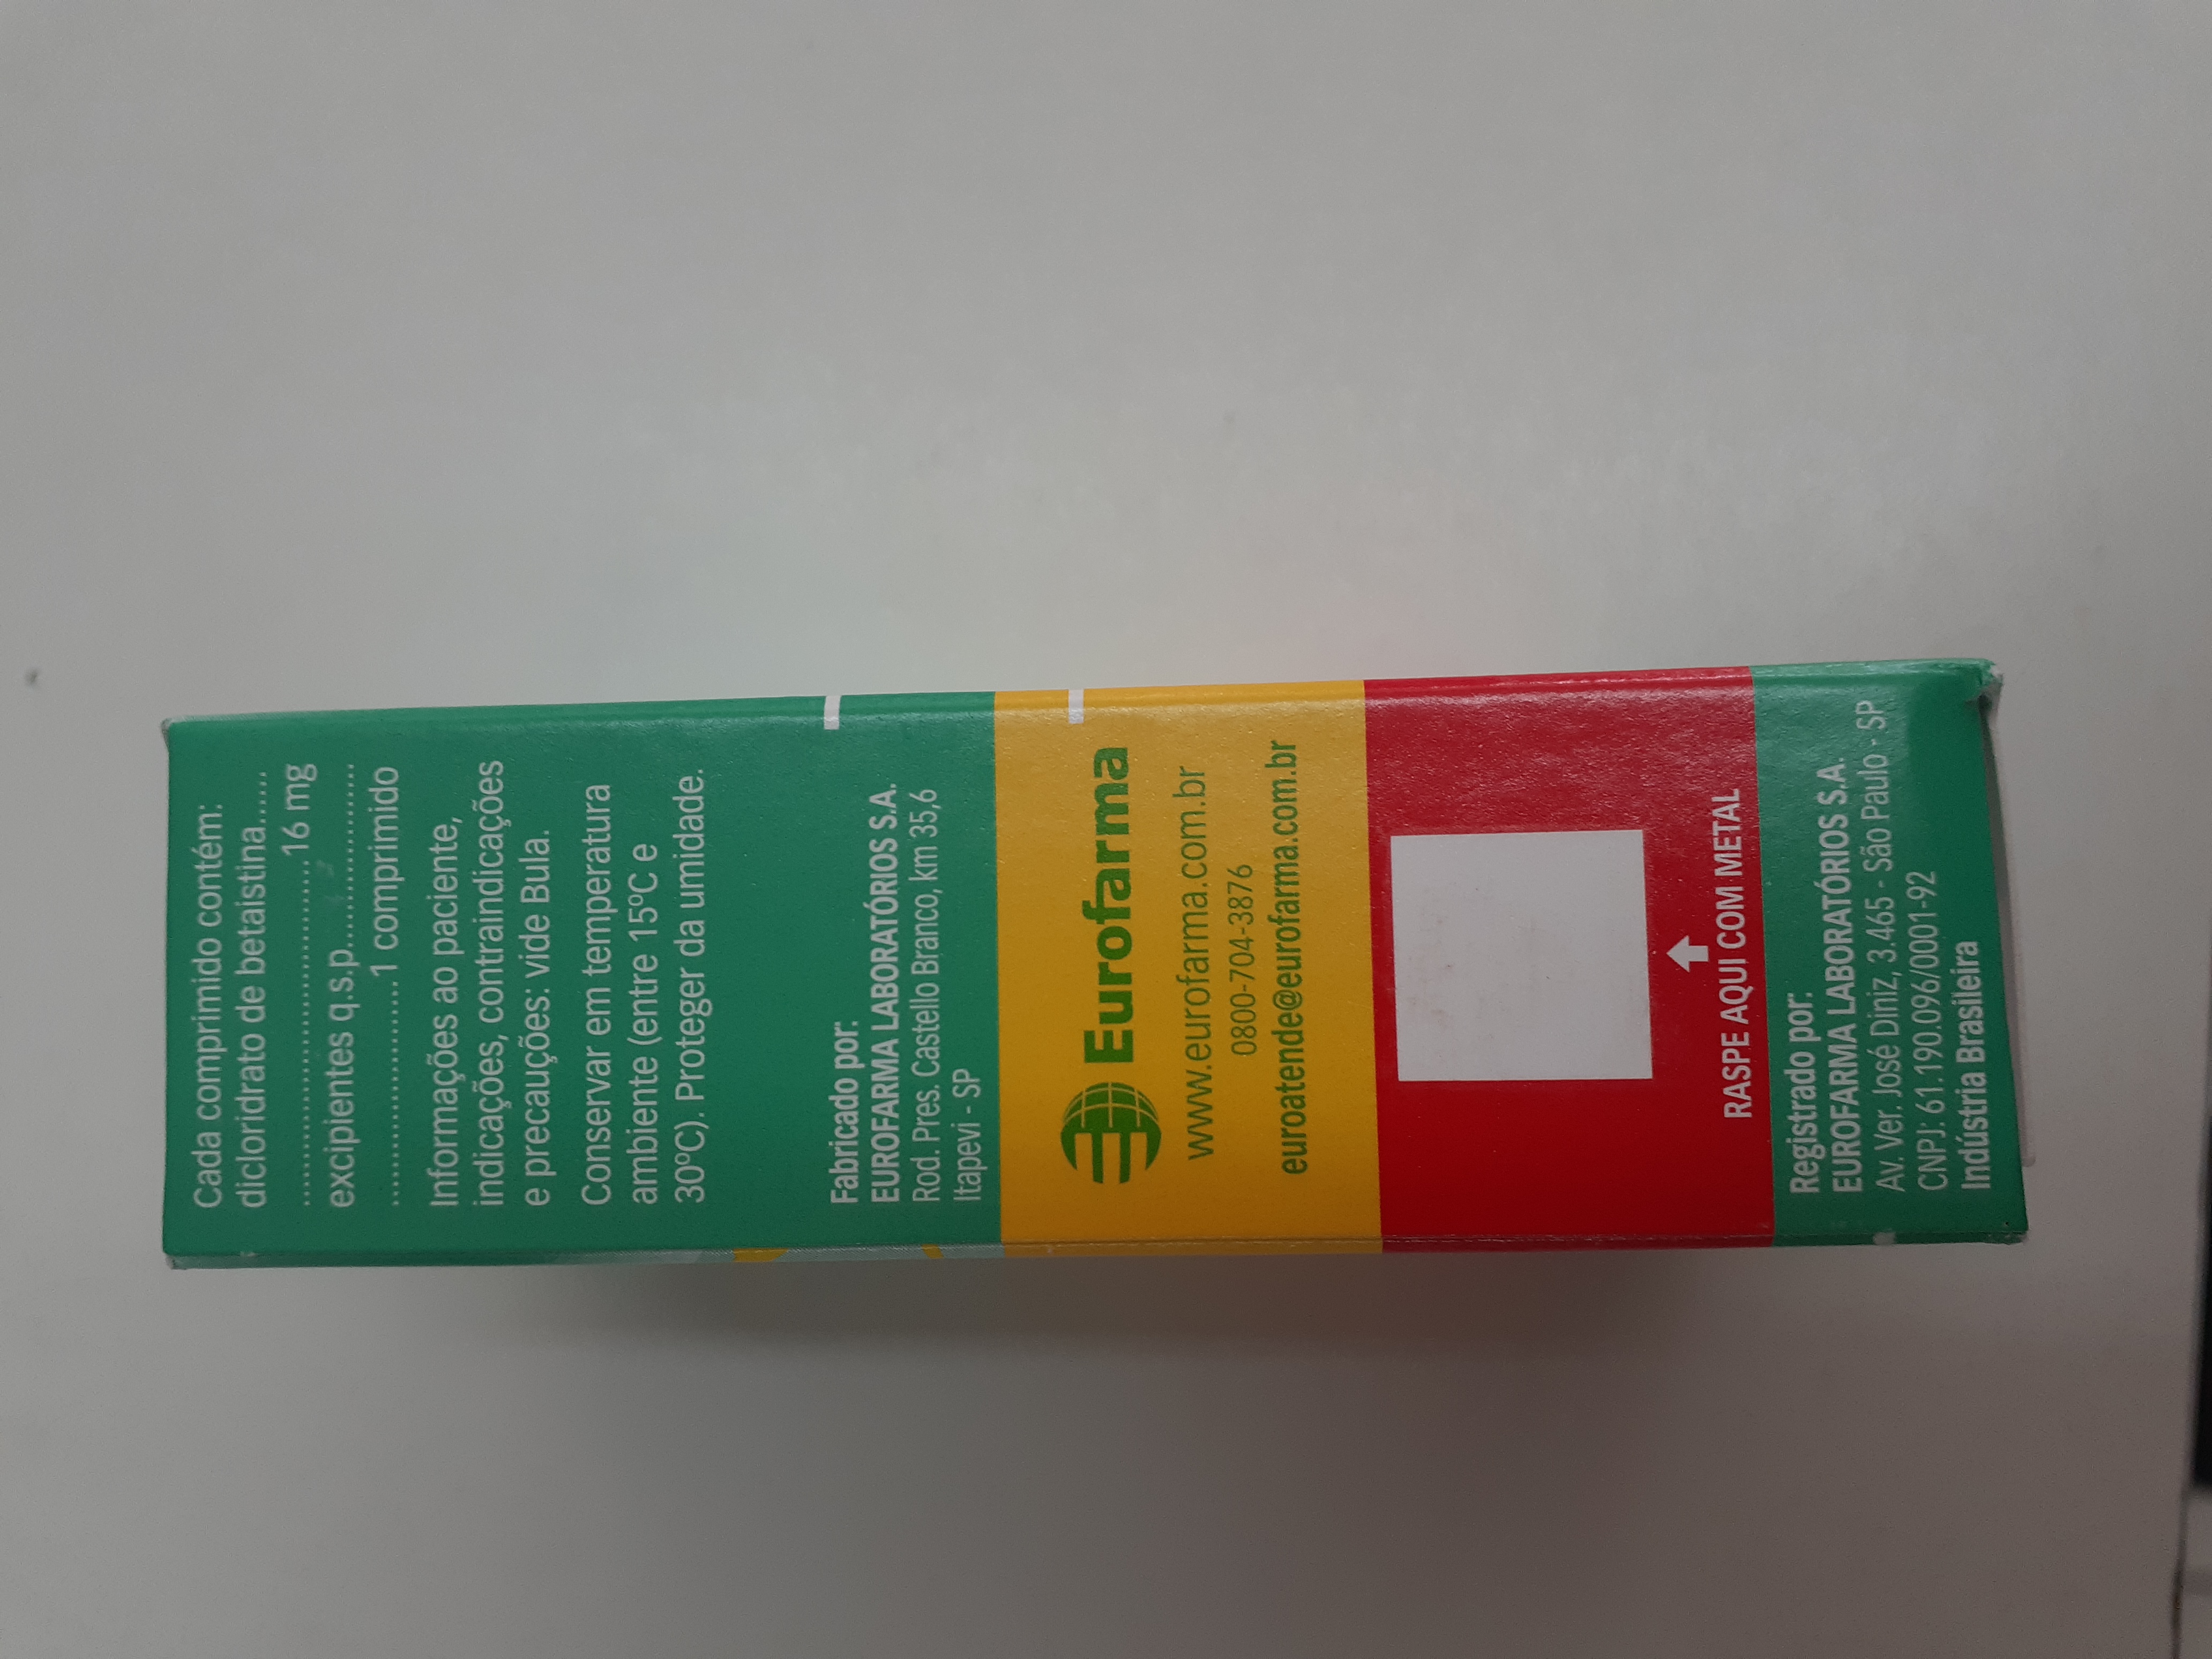 Cada comprimido contém:
dicloridrato de betaistina......
.....................................16 mg
excipientes q.s.p....................
........................1 comprimido
Informações ao paciente,
indicações, contraindicações
e precauções: vide Bula.
Conservar em temperatura
ambiente (entre 15ºC e
30ºC). Proteger da umidade.
Fabricado por:
EUROFARMA LABORATÓRIOS S.A.
Rod. Pres. Castello Branco, km 35,6
Itapevi - SP
Eurofarma
www.eurofarma.com.br
0800-704-3876
euroatende@eurofarma.com.br
RASPE AQUI COM METAL
Registrado por:
EUROFARMA LABORATÓRIOS S.A.
Av. Ver. José Diniz, 3.465 - São Paulo - SP
CNPJ: 61.190.096/0001-92
Indústria Brasileira